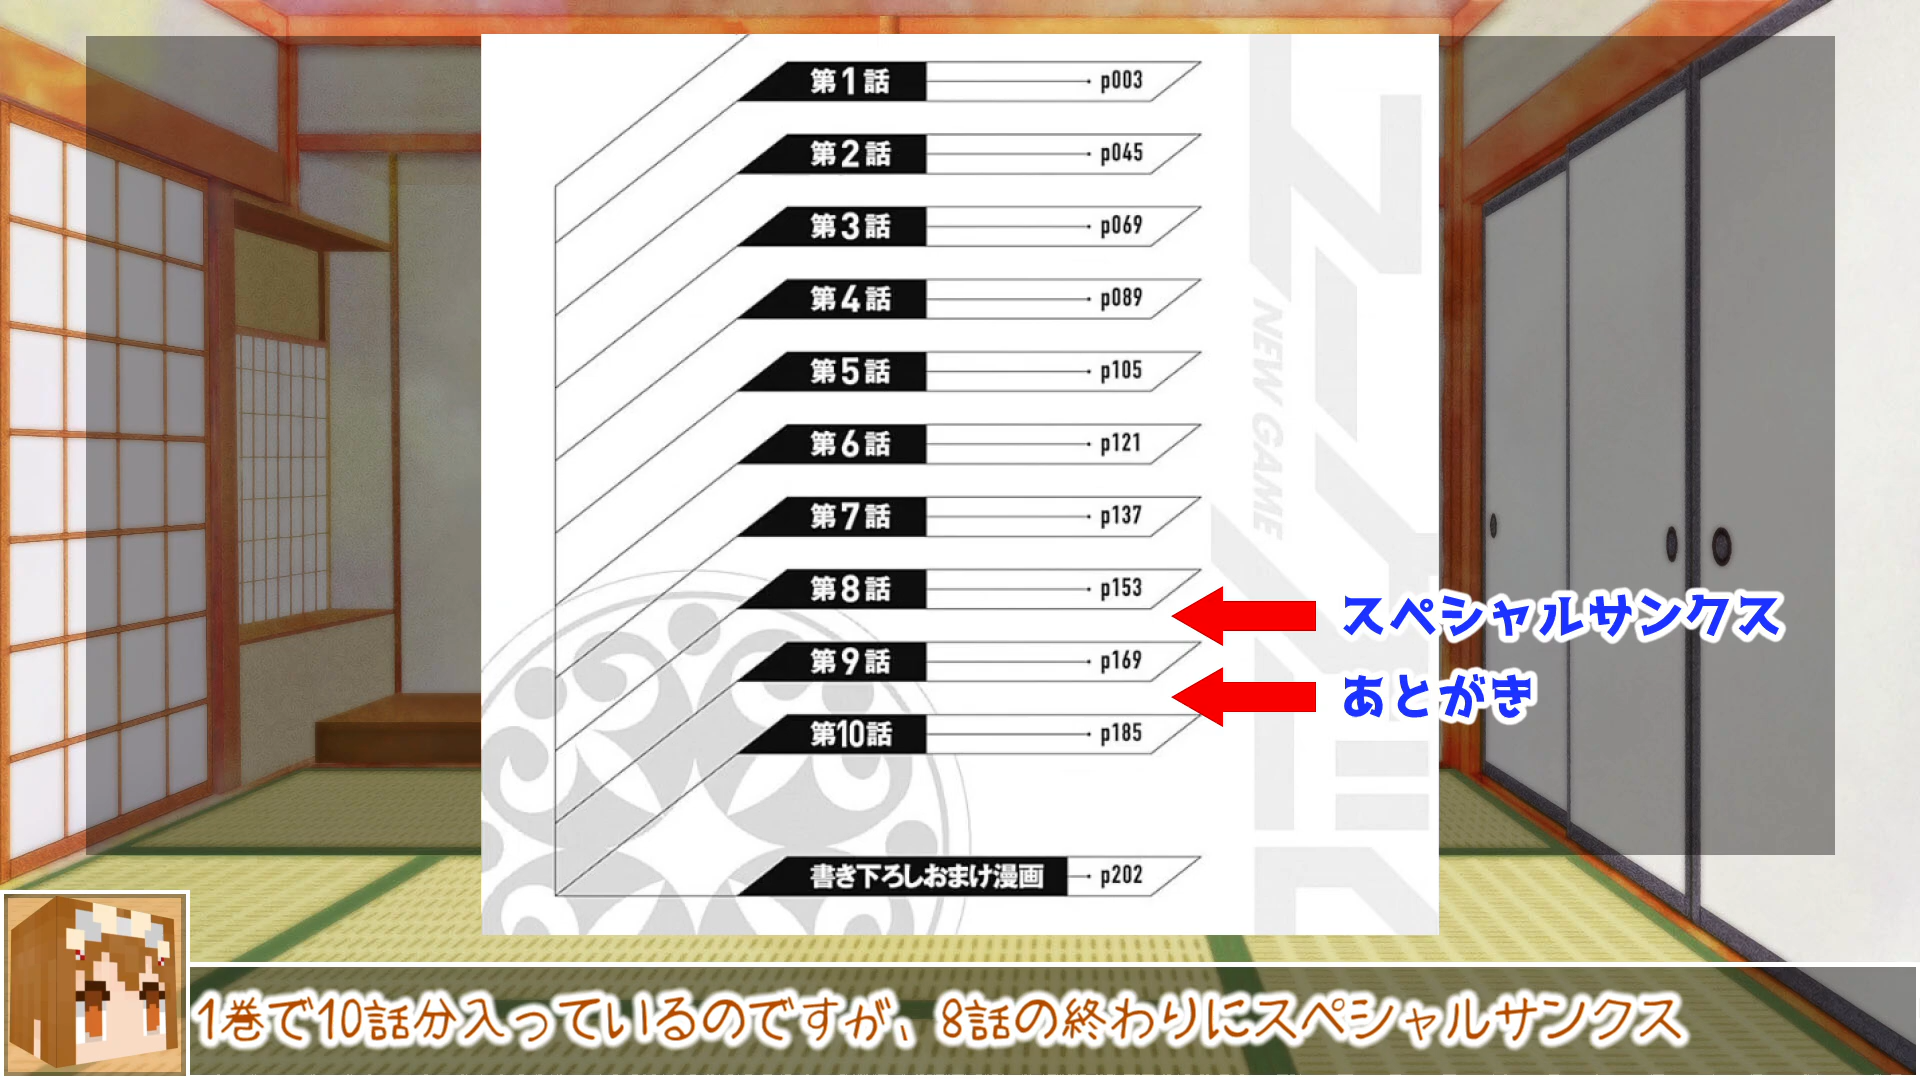 第1話 p003
第2話 p045
第3話 p069
第4話 p089
第5話 p105
第6話 p121
第7話 p137
第8話 p153
スペシャルサンクス
第9話 p169
あとがき
第10話 p185
書き下ろしおまけ漫画 p202
NEW GAME
1巻で10話分入っているのですが、8話の終わりにスペシャルサンクス